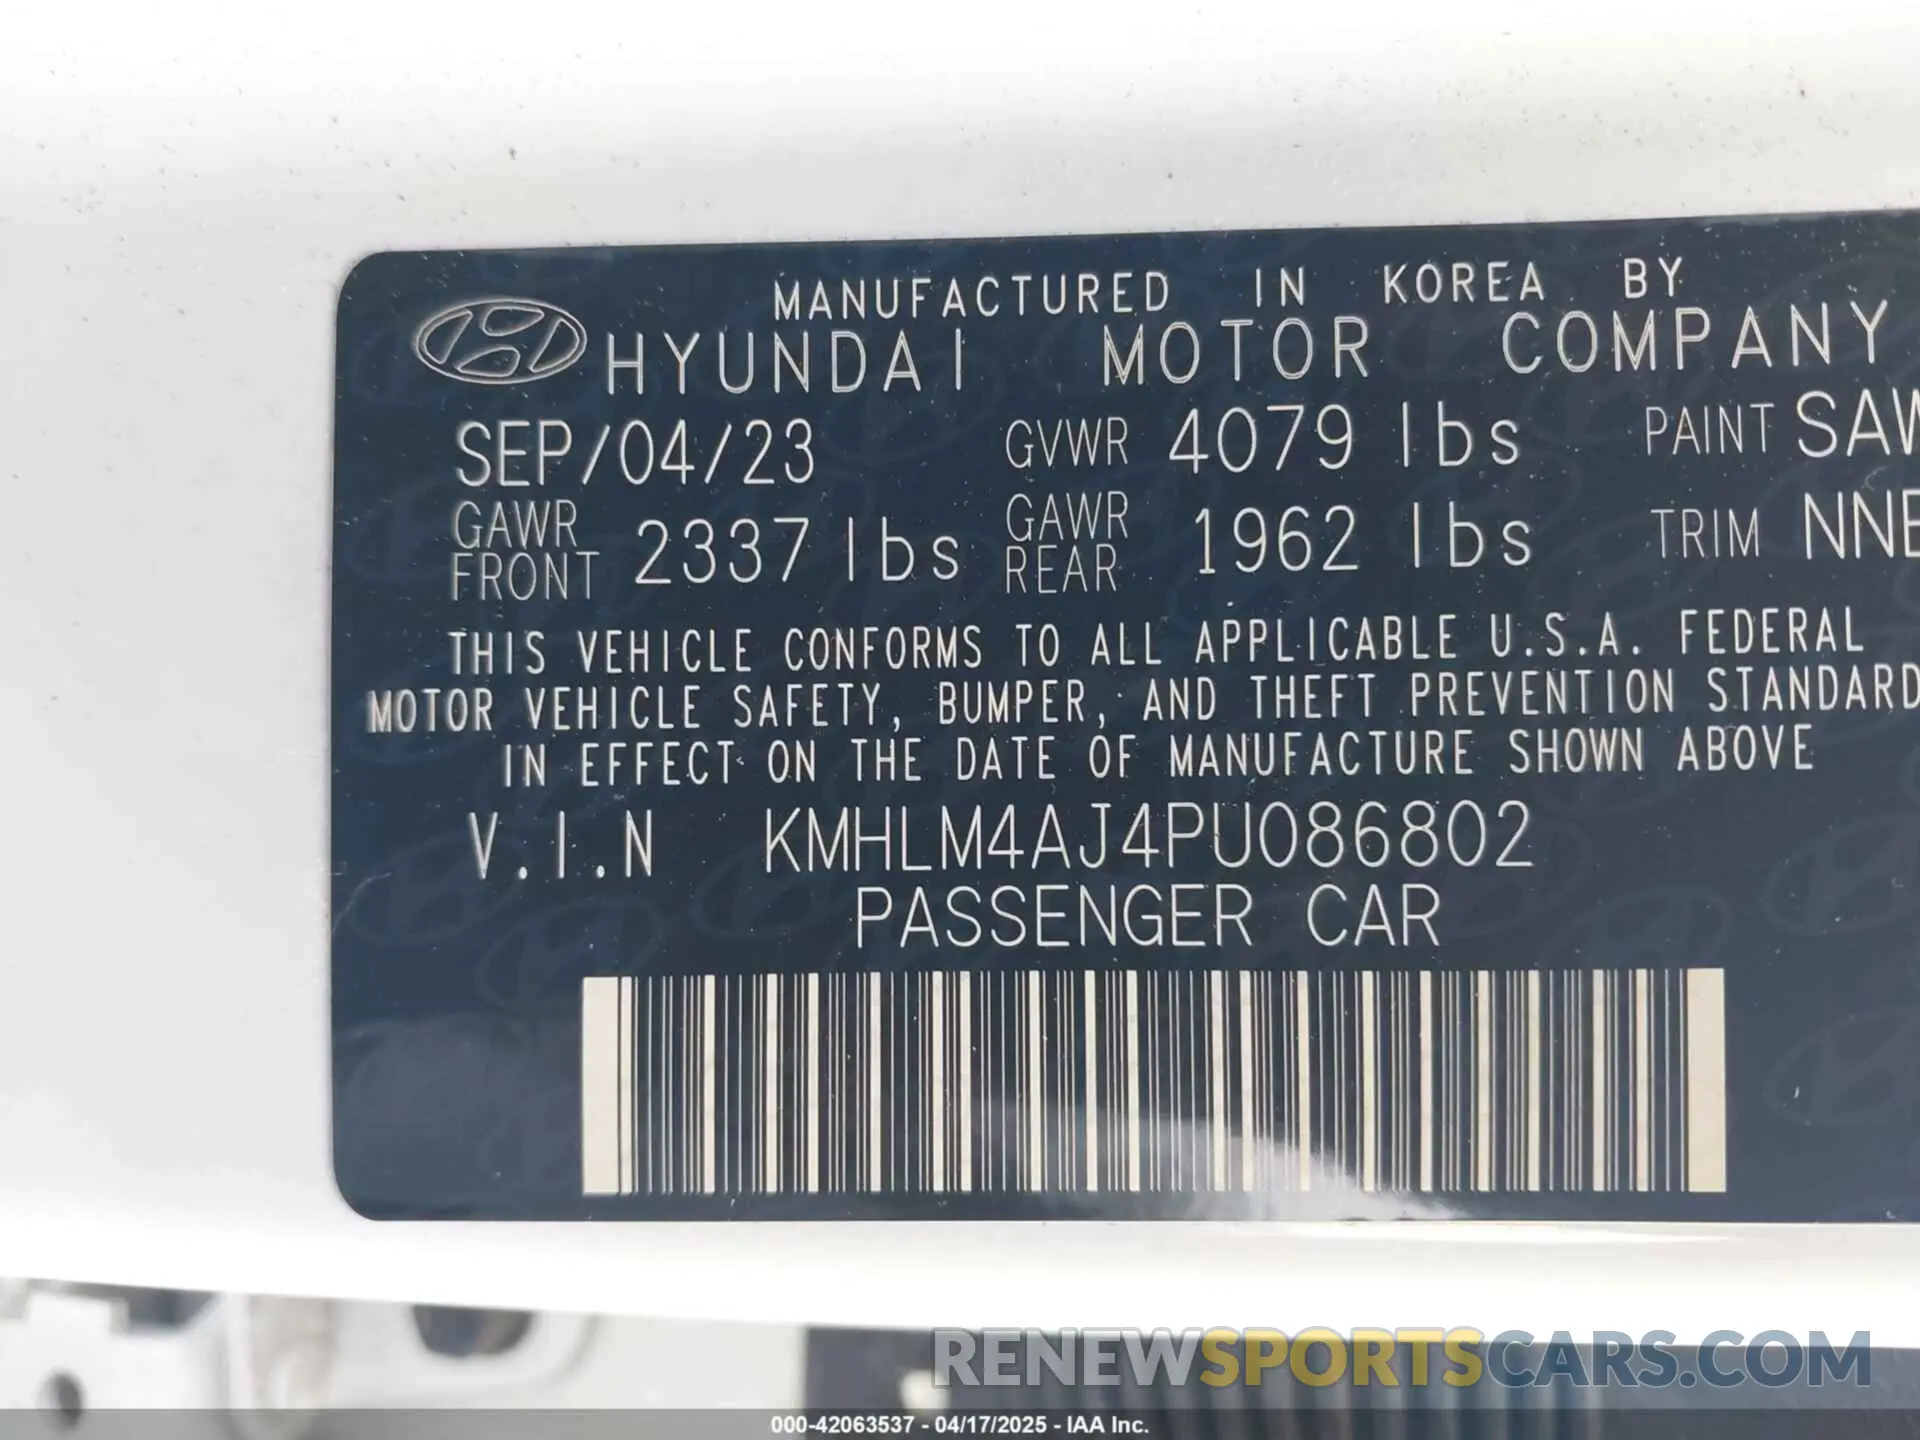 MANUFACTURED IN KOREA BY
HYUNDAI MOTOR COMPANY
SEP/04/23 GVWR 4079 lbs PAINT SAW
GAWR FRONT 2337 lbs GAWR REAR 1962 lbs TRIM NNB
THIS VEHICLE CONFORMS TO ALL APPLICABLE U.S.A. FEDERAL
MOTOR VEHICLE SAFETY, BUMPER, AND THEFT PREVENTION STANDARD
IN EFFECT ON THE DATE OF MANUFACTURE SHOWN ABOVE
V.I.N KMHLM4AJ4PU086802
PASSENGER CAR
RENEWSPORTSCARS.COM
000-42063537 - 04/17/2025 - IAA Inc.